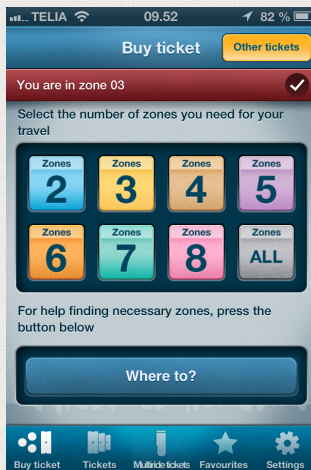 TELIA 09.52 82 %
Buy ticket Other tickets
You are in zone 03
Select the number of zones you need for your
travel
Zones Zones Zones Zones
2 3 4 5
Zones Zones Zones
6 7 8 ALL
For help finding necessary zones, press the
button below
Where to?
Buy ticket Tickets Multiride tickets Favourites Settings